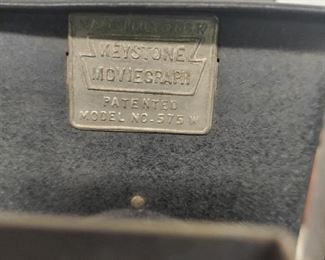 KEYSTONE
MOVIEGRAPH
PATENTED
MODEL NO. 575 W